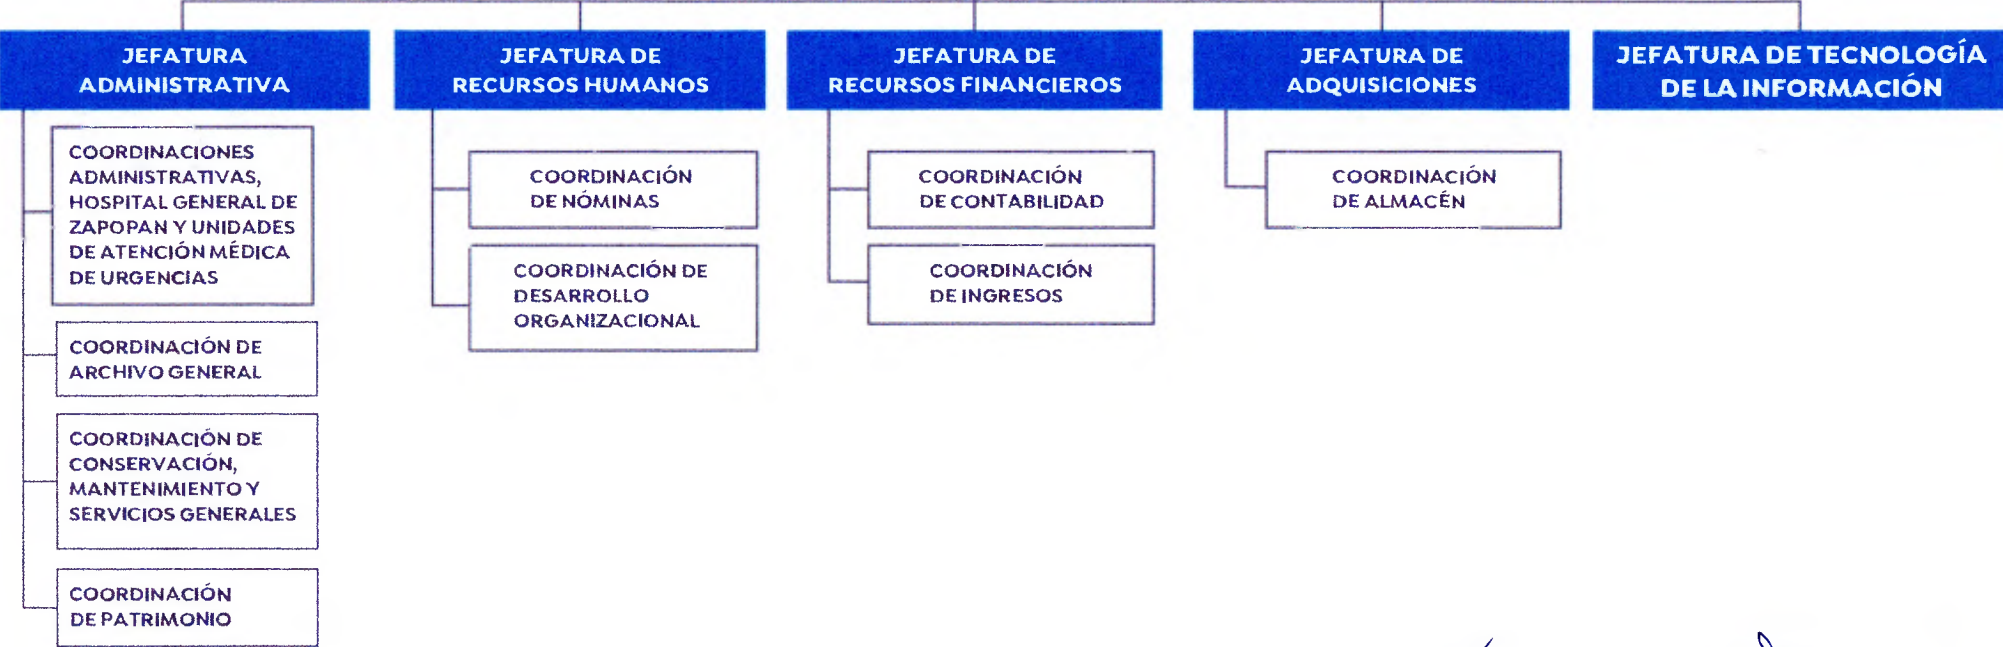 JEFATURA
ADMINISTRATIVA
COORDINACIONES
ADMINISTRATIVAS,
HOSPITAL GENERAL DE
ZAPOPAN Y UNIDADES
DE ATENCIÓN MÉDICA
DE URGENCIAS
COORDINACIÓN DE
ARCHIVO GENERAL
COORDINACIÓN DE
CONSERVACIÓN,
MANTENIMIENTO Y
SERVICIOS GENERALES
COORDINACIÓN
DE PATRIMONIO
JEFATURA DE
RECURSOS HUMANOS
COORDINACIÓN
DE NÓMINAS
COORDINACIÓN DE
DESARROLLO
ORGANIZACIONAL
JEFATURA DE
RECURSOS FINANCIEROS
COORDINACIÓN
DE CONTABILIDAD
COORDINACIÓN
DE INGRESOS
JEFATURA DE
ADQUISICIONES
COORDINACIÓN
DE ALMACÉN
JEFATURA DE TECNOLOGÍA
DE LA INFORMACIÓN